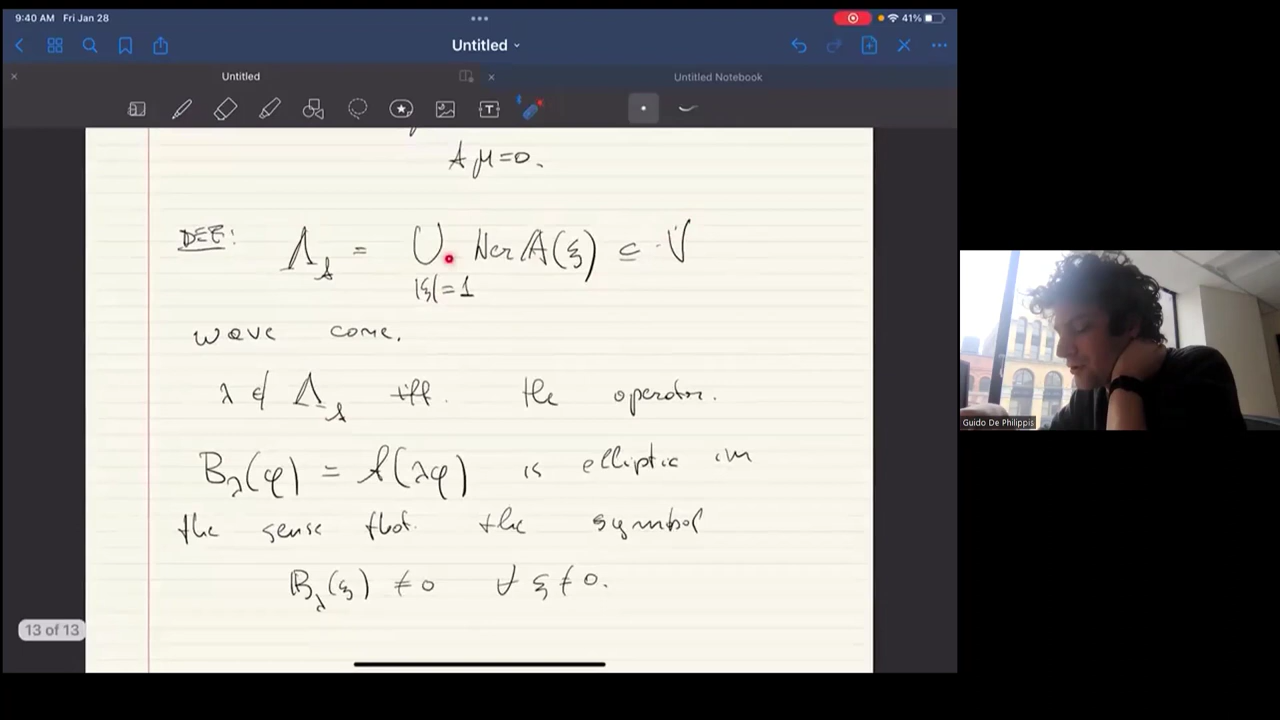 9:40 AM Fri Jan 28
41%
Untitled
Untitled
Untitled Notebook
A μ = 0.
DEF: Λ_A = ∪_{|ξ|=1} Ker A(ξ) ⊆ V
wave cone.
λ ∉ Λ_A iff. the operator.
B_λ(φ) = A(λφ) is elliptic in
the sense that. the symbol
B_λ(ξ) ≠ 0 ∀ ξ ≠ 0.
13 of 13
Guido De Philippis